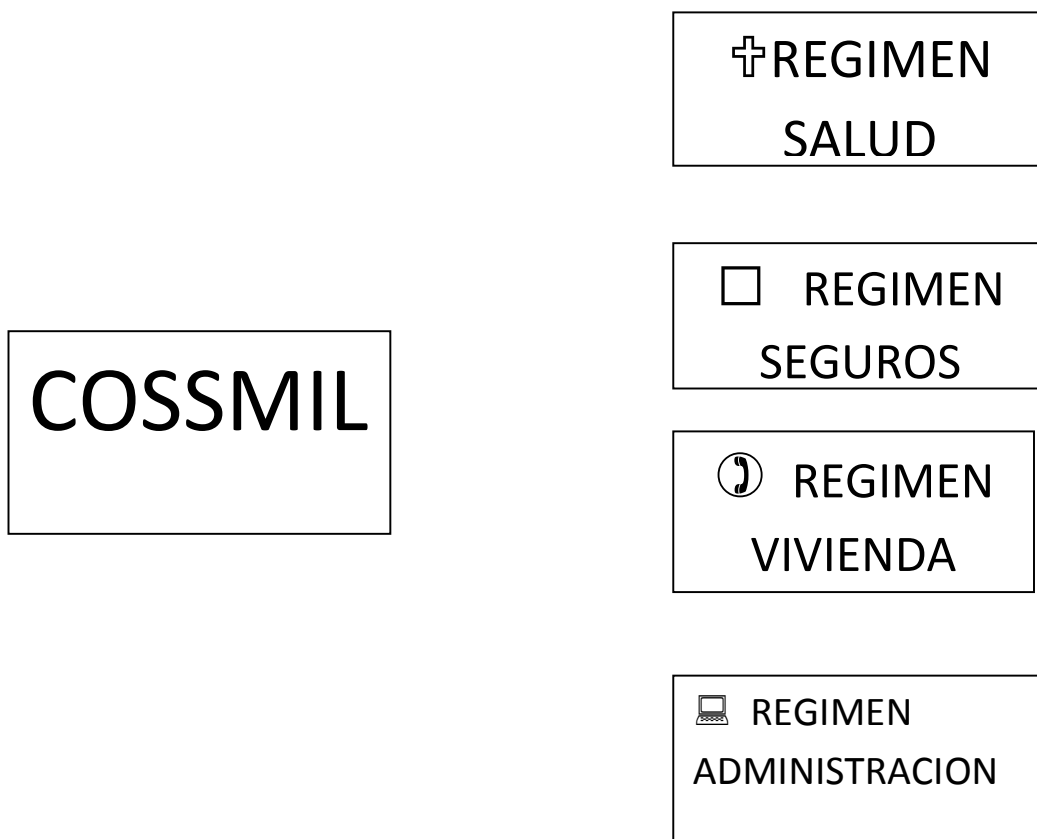 REGIMEN
SALUD
REGIMEN
SEGUROS
COSSMIL
REGIMEN
VIVIENDA
REGIMEN
ADMINISTRACION